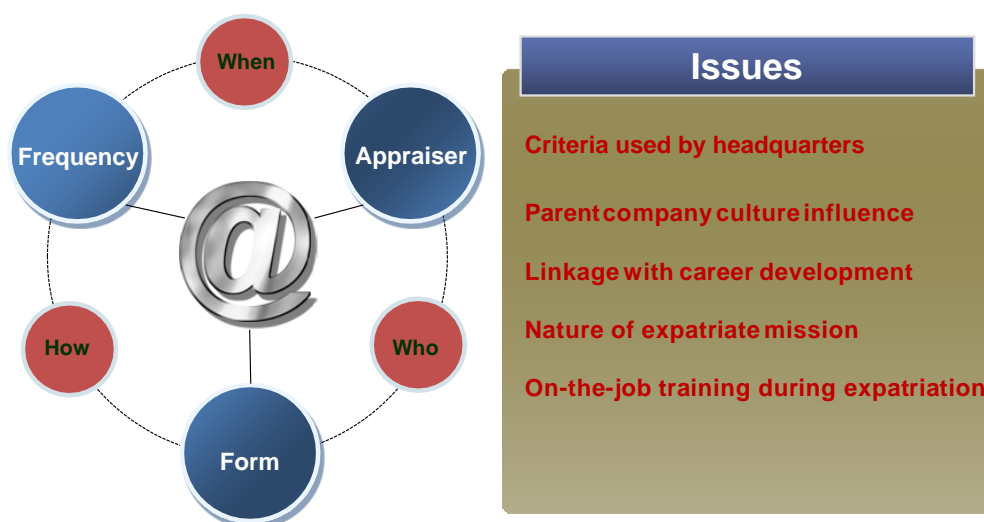 When
Frequency
Appraiser
@
How
Who
Form
Issues
Criteria used by headquarters
Parent company culture influence
Linkage with career development
Nature of expatriate mission
On-the-job training during expatriation